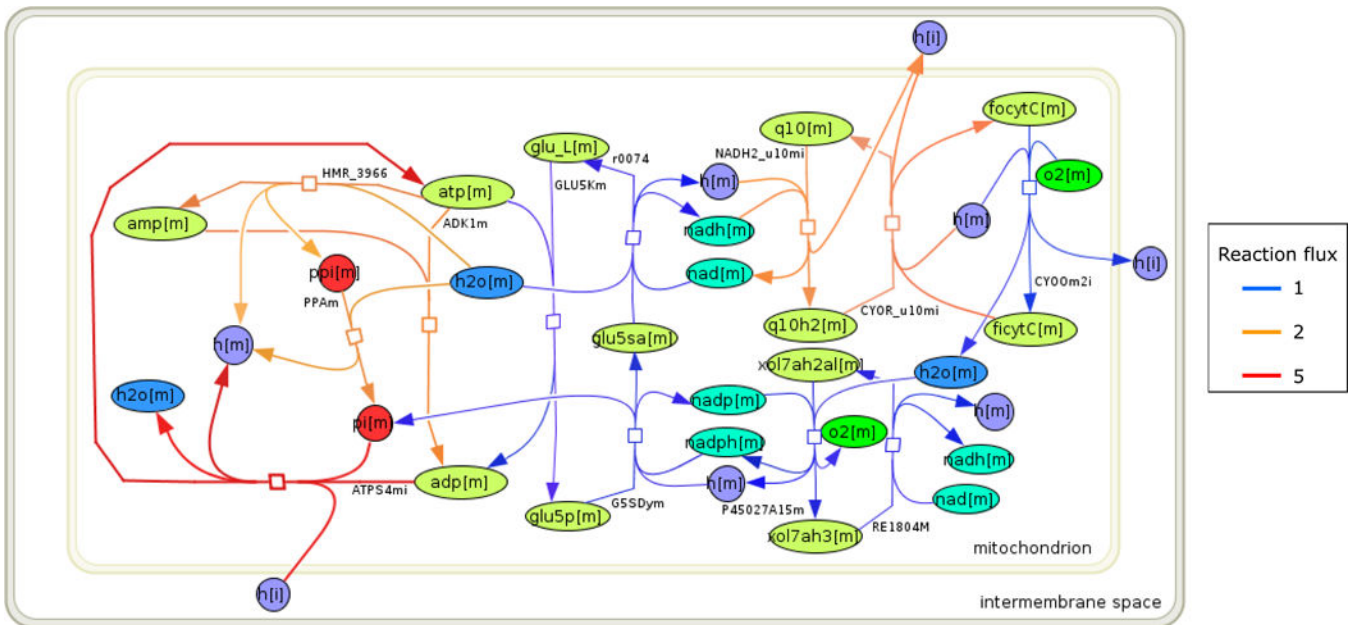 h[i]
focytC[m]
q10[m]
glu_L[m]
r0074
NADH2_u10mi
HMR_3966
GLU5Km
h[m]
o2[m]
atp[m]
amp[m]
ADK1m
nadh[m]
h[m]
h[i]
ppi[m]
h2o[m]
nad[m]
CYOOm2i
PPAm
CYOR_u10mi
q10h2[m]
ficytC[m]
h[m]
glu5sa[m]
xol7ah2al[m]
h2o[m]
h2o[m]
nadp[m]
h[m]
pi[m]
o2[m]
nadph[m]
nadh[m]
adp[m]
ATPS4mi
h[m]
nad[m]
G5SDym
P45027A15m
glu5p[m]
RE1804M
xol7ah3[m]
mitochondrion
h[i]
intermembrane space
Reaction flux
1
2
5